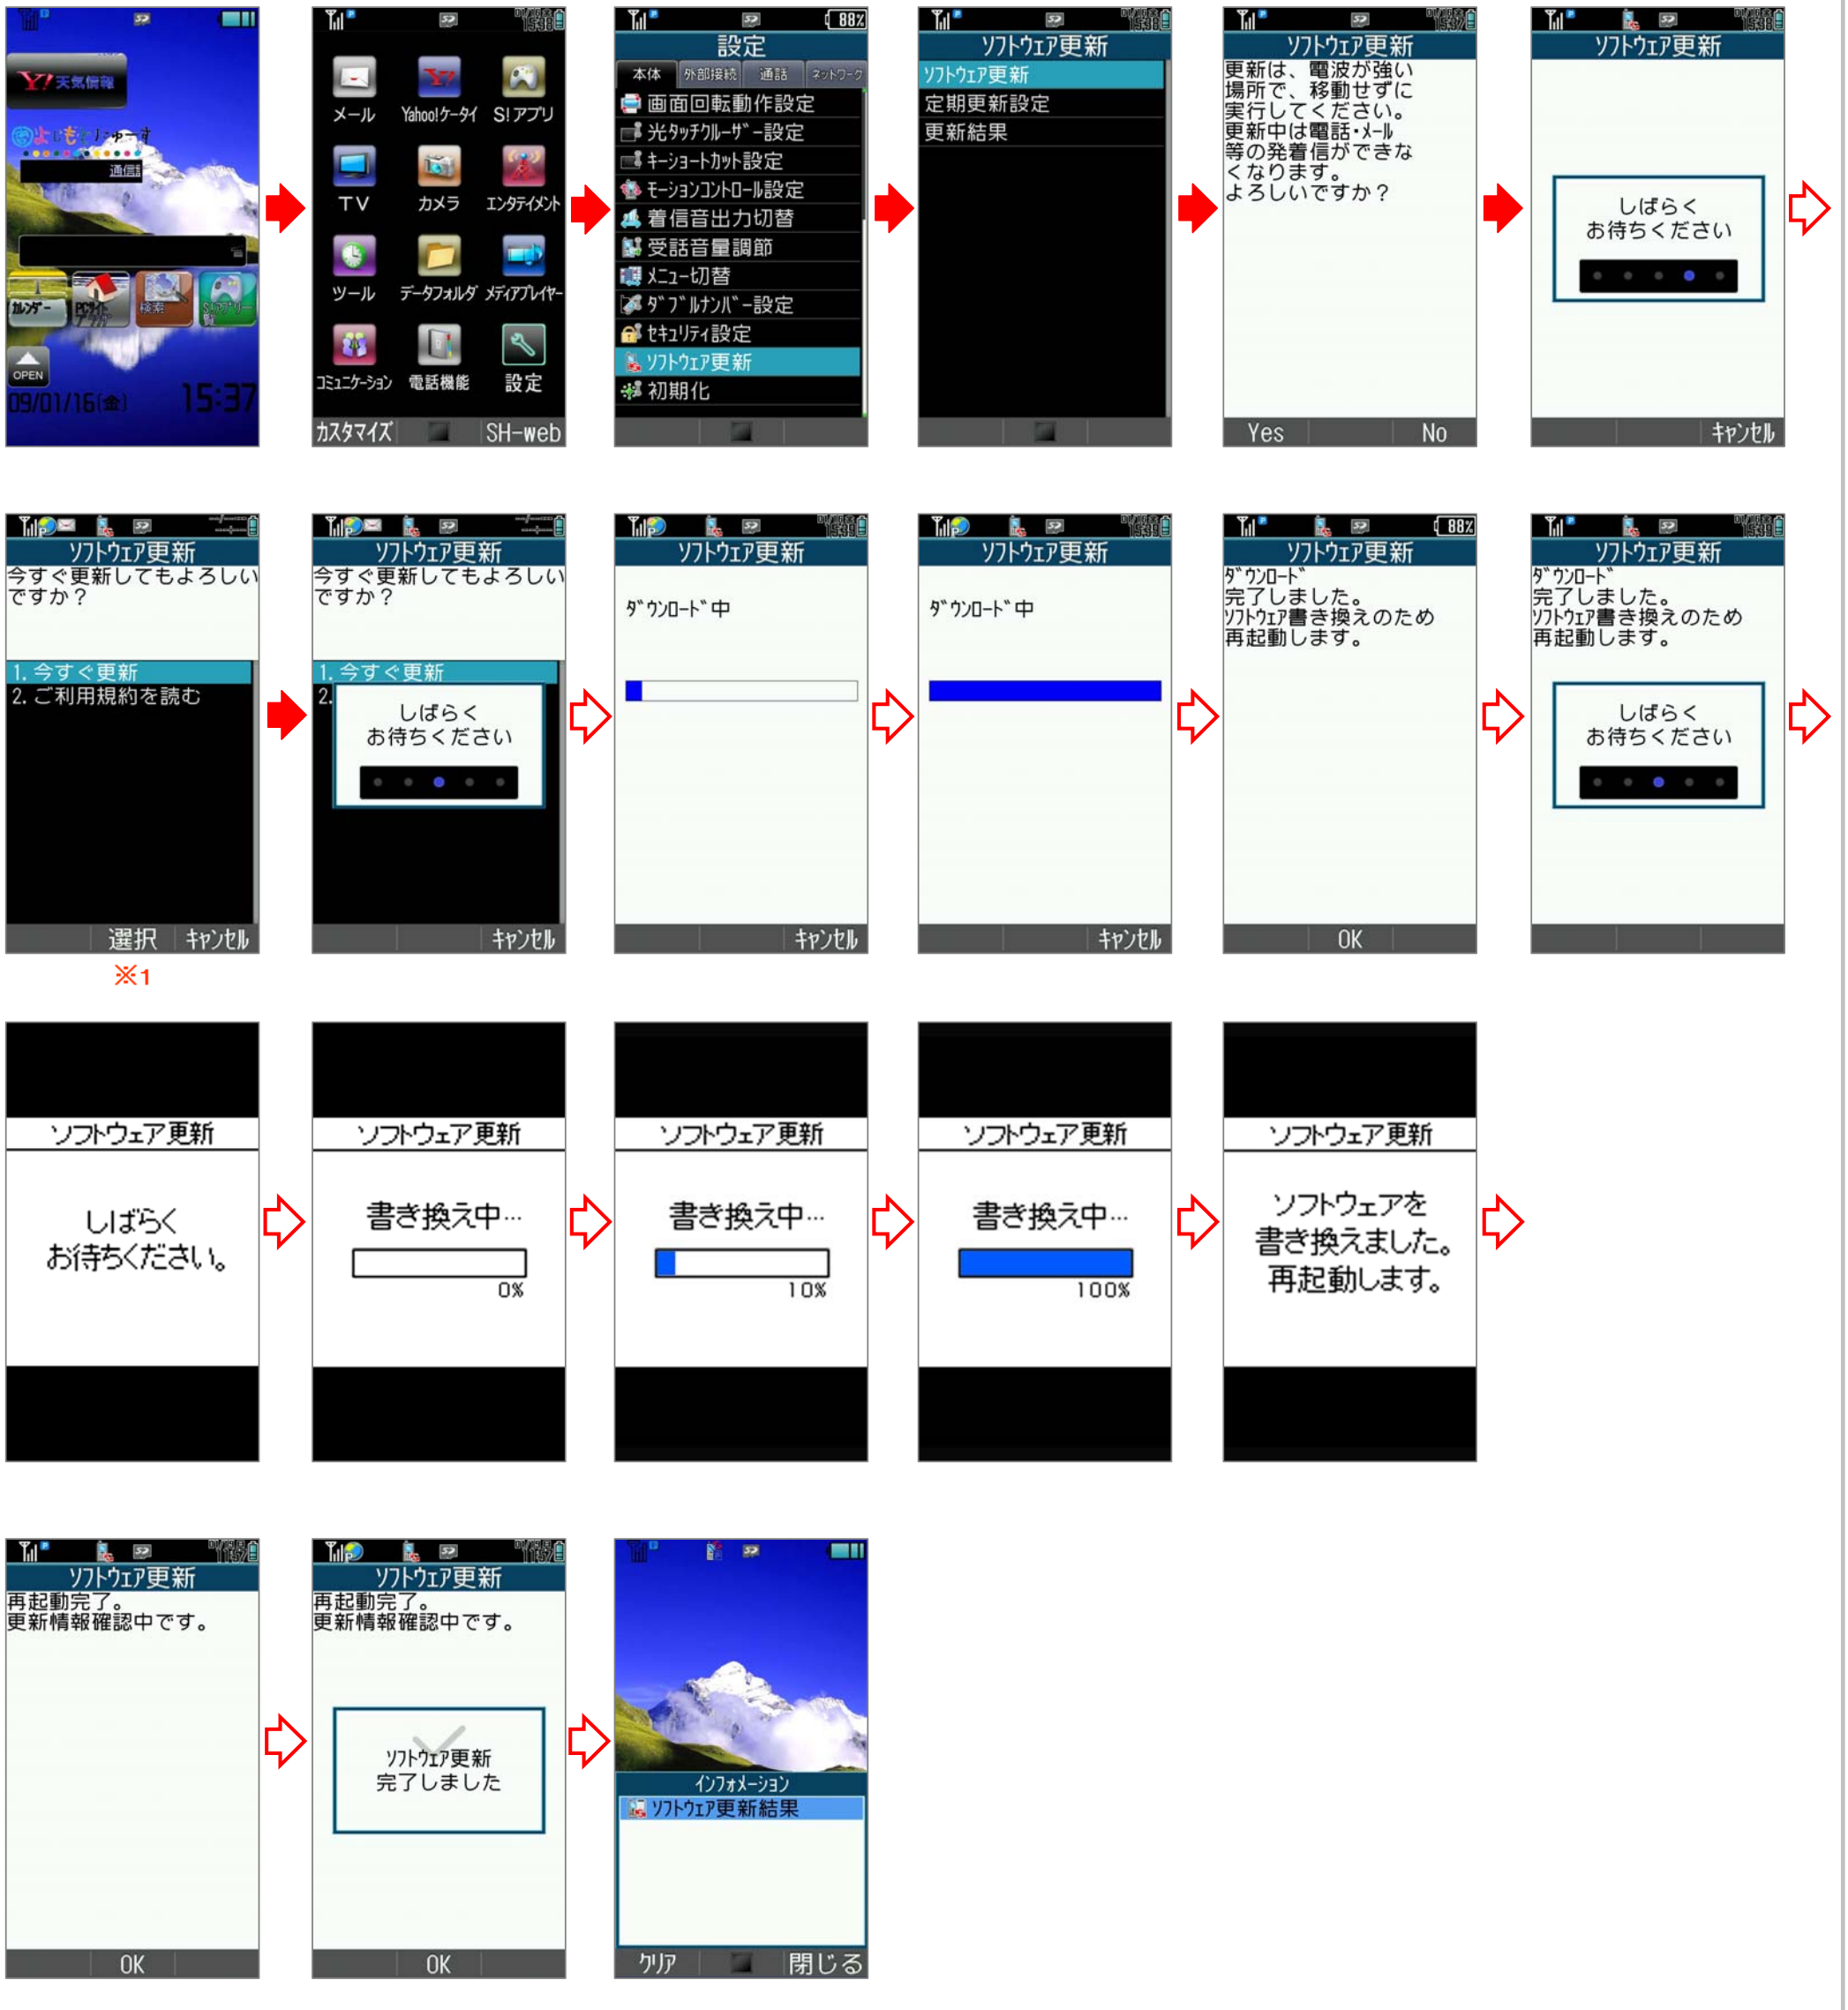 Y! 天気情報
カレンダー
検索
OPEN
09/01/16(金)
15:37
メール
Yahoo!ケータイ
S!アプリ
TV
カメラ
エンタテイメント
ツール
データフォルダ
メディアプレイヤー
コミュニケーション
電話機能
設定
カスタマイズ
SH-web
88%
設定
本体
外部接続
通話
ネットワーク
画面回転動作設定
光タッチクルーザー設定
キーショートカット設定
モーションコントロール設定
着信音出力切替
受話音量調節
メニュー切替
ダブルナンバー設定
セキュリティ設定
ソフトウェア更新
初期化
ソフトウェア更新
ソフトウェア更新
定期更新設定
更新結果
ソフトウェア更新
更新は、電波が強い
場所で、移動せずに
実行してください。
更新中は電話・メール
等の発着信ができな
くなります。
よろしいですか？
Yes
No
ソフトウェア更新
しばらく
お待ちください
キャンセル
ソフトウェア更新
今すぐ更新してもよろしい
ですか？
1.今すぐ更新
2.ご利用規約を読む
選択
キャンセル
※1
ソフトウェア更新
今すぐ更新してもよろしい
ですか？
1.今すぐ更新
2.
しばらく
お待ちください
キャンセル
ソフトウェア更新
ダウンロード中
キャンセル
ソフトウェア更新
ダウンロード中
キャンセル
88%
ソフトウェア更新
ダウンロード
完了しました。
ソフトウェア書き換えのため
再起動します。
OK
ソフトウェア更新
ダウンロード
完了しました。
ソフトウェア書き換えのため
再起動します。
しばらく
お待ちください
ソフトウェア更新
しばらく
お待ちください。
ソフトウェア更新
書き換え中…
0%
ソフトウェア更新
書き換え中…
10%
ソフトウェア更新
書き換え中…
100%
ソフトウェア更新
ソフトウェアを
書き換えました。
再起動します。
ソフトウェア更新
再起動完了。
更新情報確認中です。
OK
ソフトウェア更新
再起動完了。
更新情報確認中です。
ソフトウェア更新
完了しました
OK
インフォメーション
ソフトウェア更新結果
クリア
閉じる